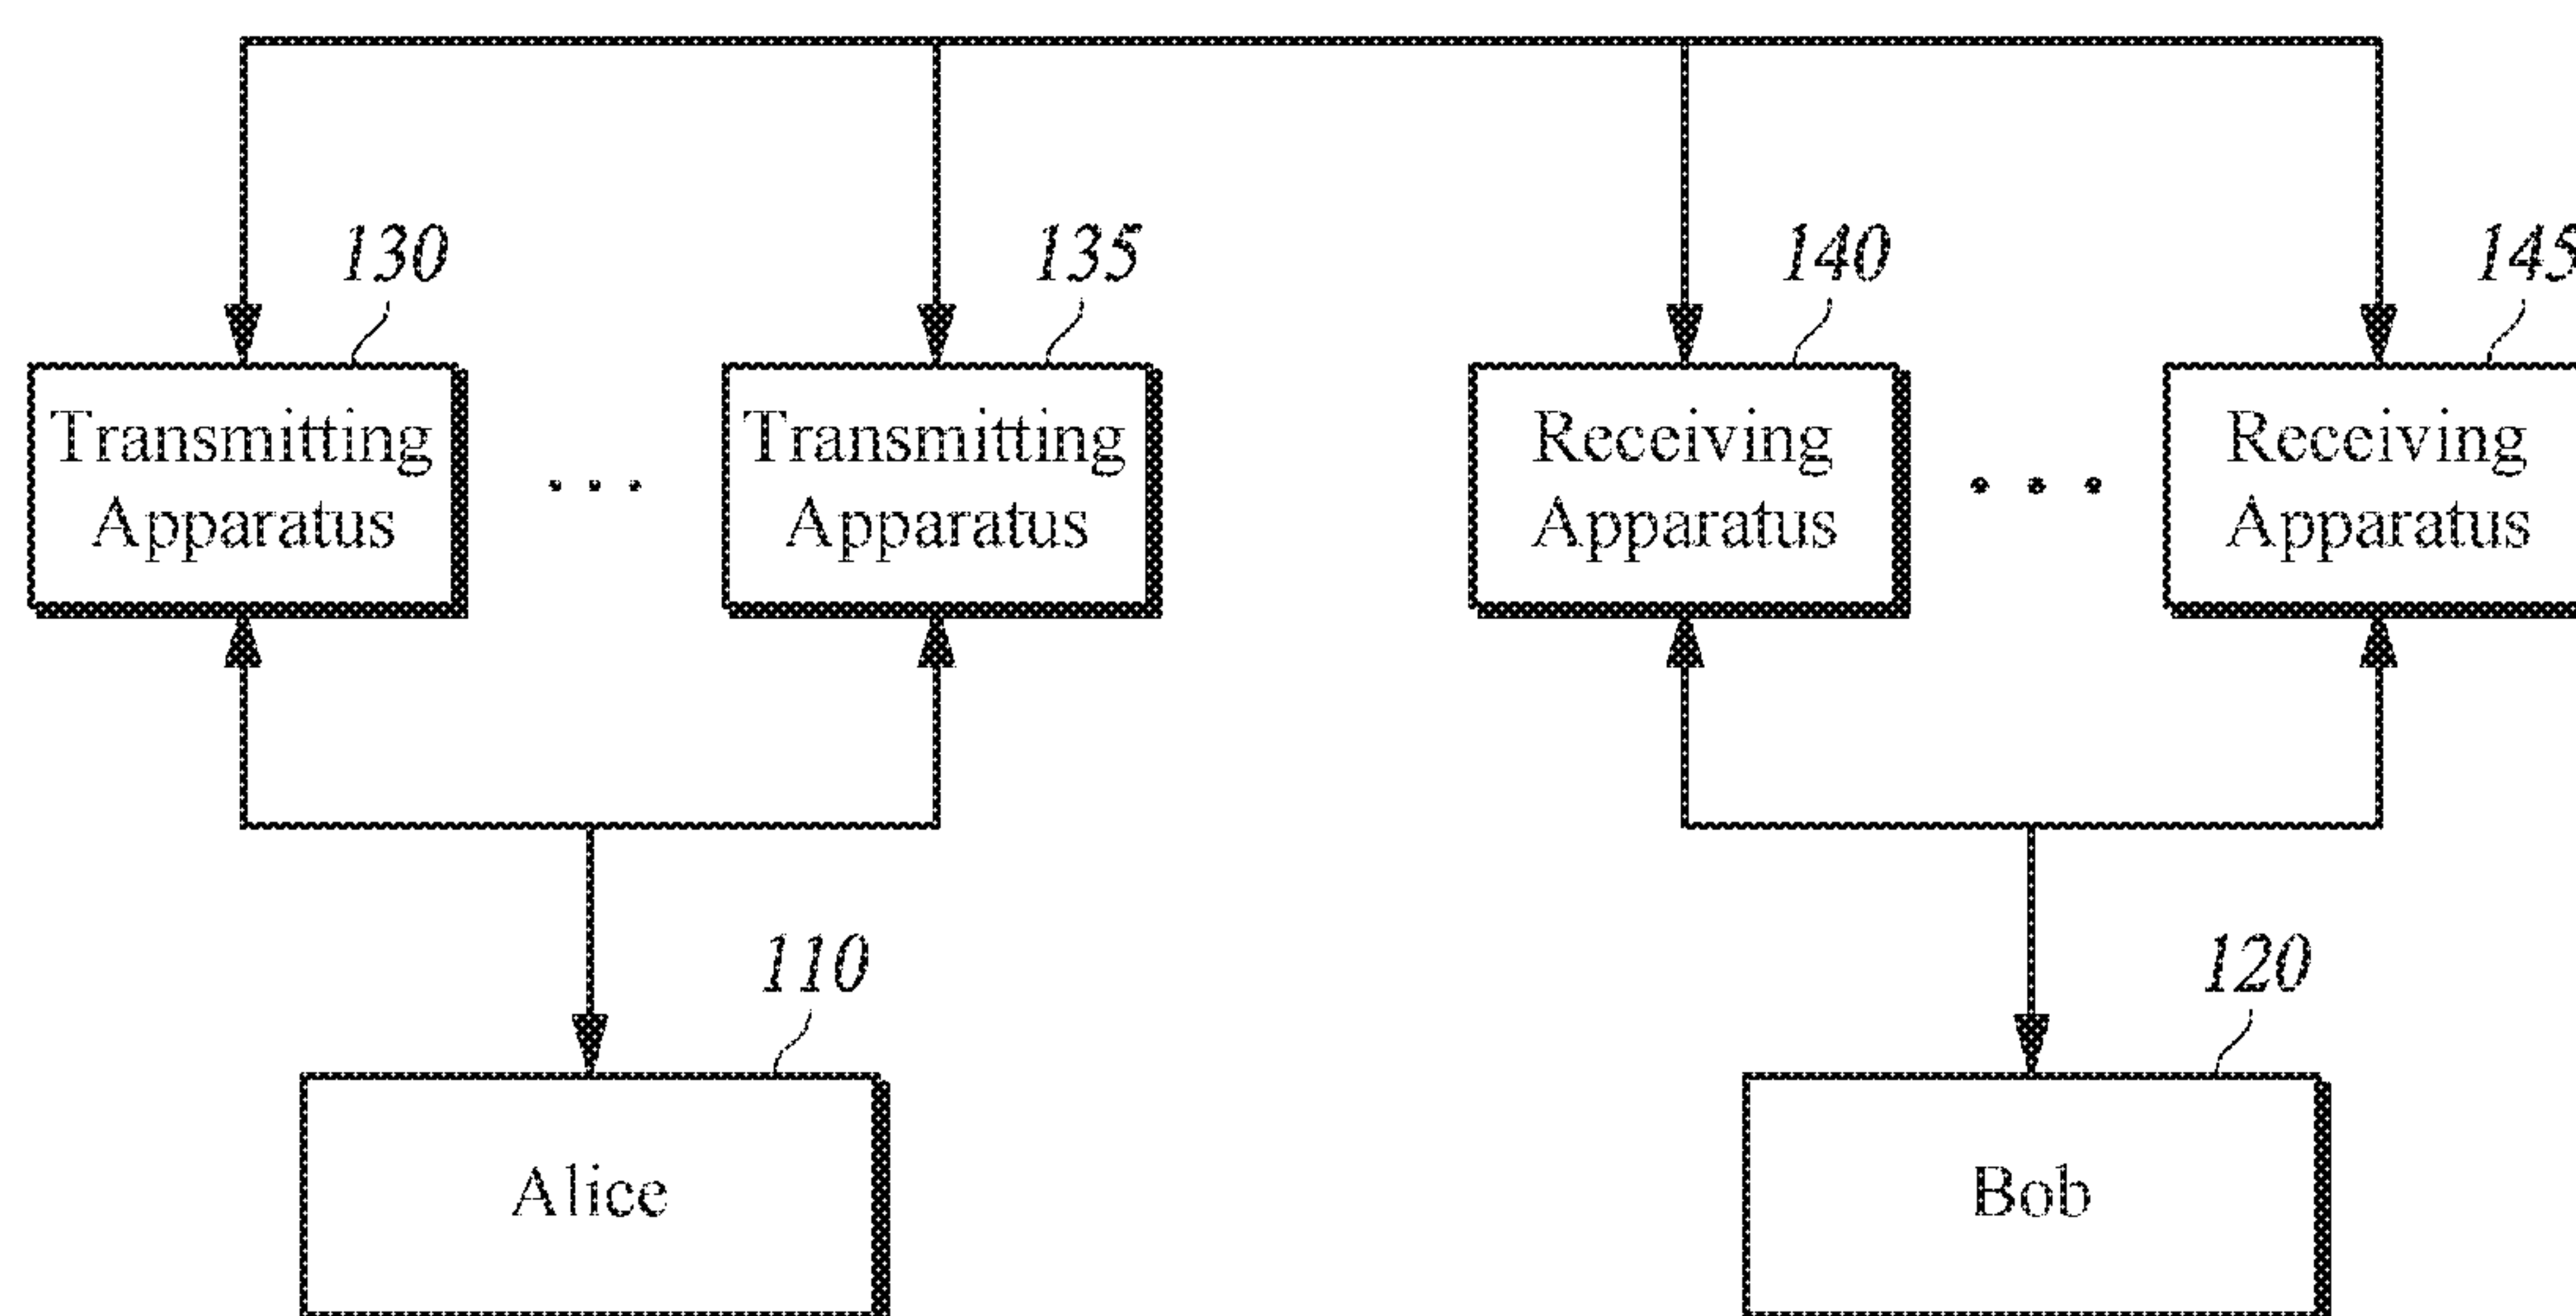 130
135
140
145
Transmitting
Apparatus
. . .
Transmitting
Apparatus
Receiving
Apparatus
. . .
Receiving
Apparatus
110
120
Alice
Bob